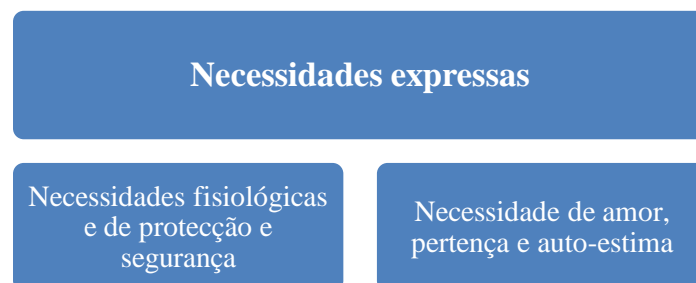 Necessidades expressas
Necessidades fisiológicas
e de protecção e
segurança
Necessidade de amor,
pertença e auto-estima